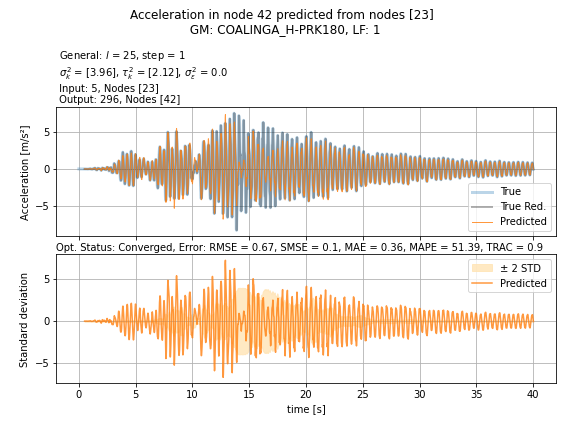 Acceleration in node 42 predicted from nodes [23]
GM: COALINGA_H-PRK180, LF: 1
General: l = 25, step = 1
σ²ₖ = [3.96], τ²ₖ = [2.12], σ²ε = 0.0
Input: 5, Nodes [23]
Output: 296, Nodes [42]
Acceleration [m/s²]
5
0
−5
True
True Red.
Predicted
Opt. Status: Converged, Error: RMSE = 0.67, SMSE = 0.1, MAE = 0.36, MAPE = 51.39, TRAC = 0.9
Standard deviation
5
0
−5
± 2 STD
Predicted
0 5 10 15 20 25 30 35 40
time [s]